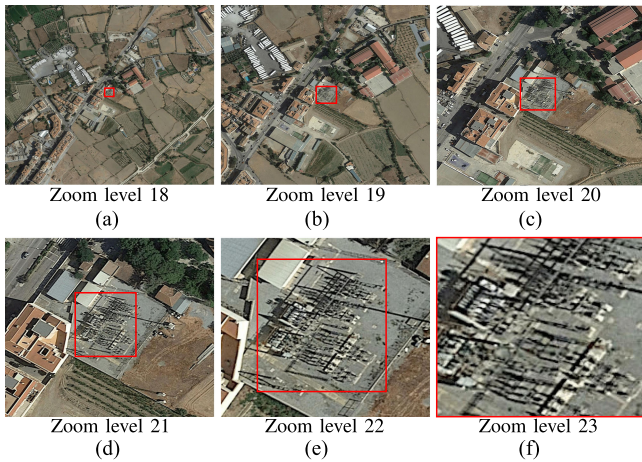 Zoom level 18 Zoom level 19 Zoom level 20
(a) (b) (c)
Zoom level 21 Zoom level 22 Zoom level 23
(d) (e) (f)